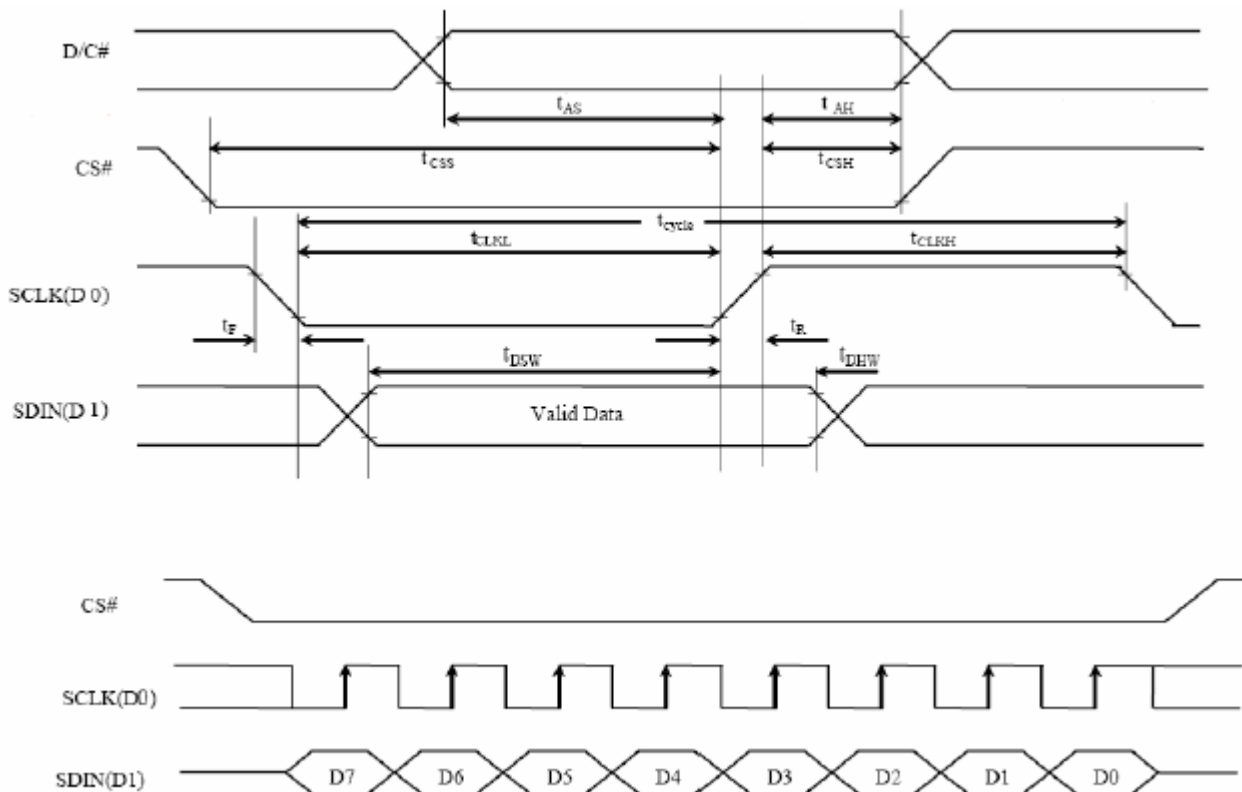 D/C#
tAS
tAH
CS#
tCSS
tCSH
tcycle
tCLKL
tCLKH
SCLK(D0)
tF
tR
tDSW
tDHW
SDIN(D1)
Valid Data
CS#
SCLK(D0)
SDIN(D1)
D7 D6 D5 D4 D3 D2 D1 D0